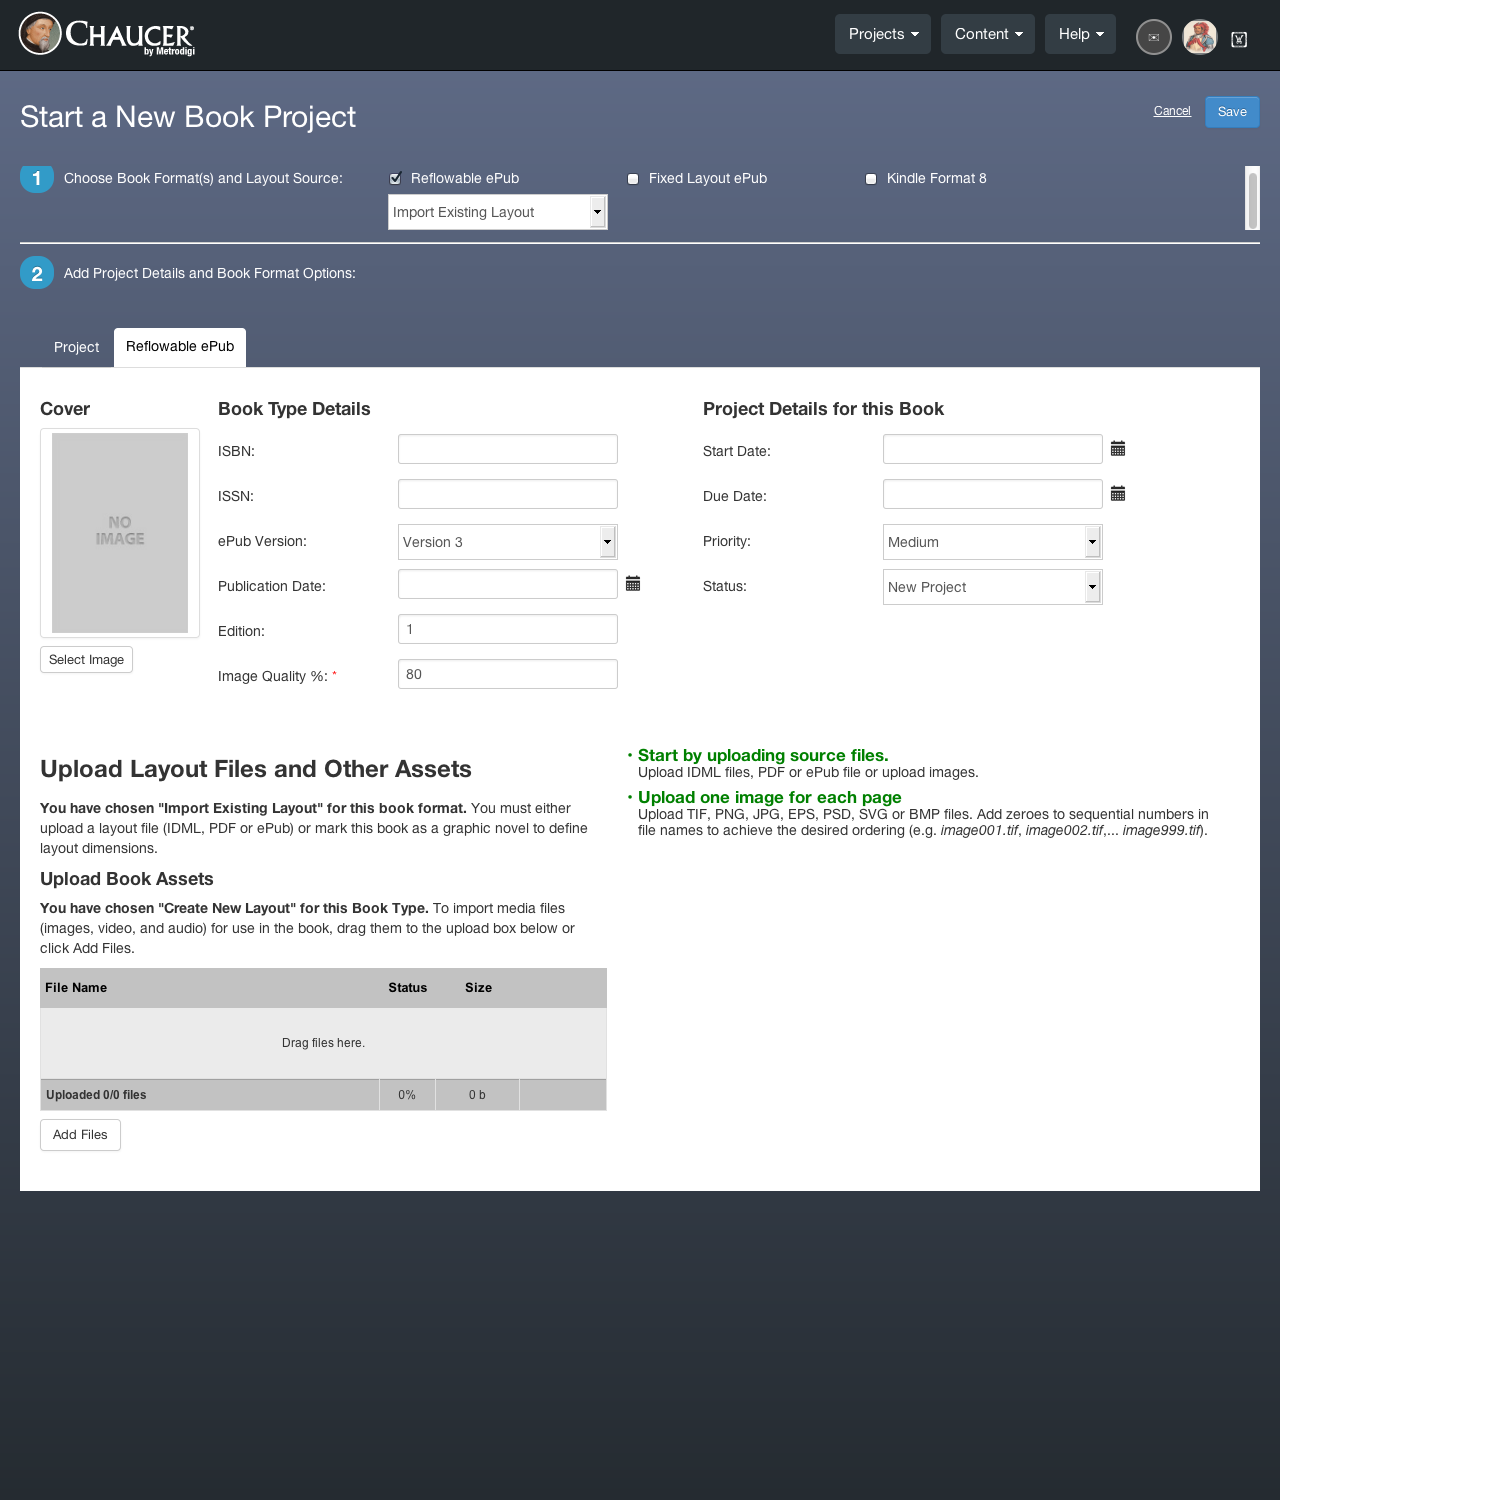 CHAUCER®
by Metrodigi
Projects
Content
Help
Start a New Book Project
Cancel
Save
1
Choose Book Format(s) and Layout Source:
Reflowable ePub
Fixed Layout ePub
Kindle Format 8
Import Existing Layout
2
Add Project Details and Book Format Options:
Project
Reflowable ePub
Cover
NO
IMAGE
Select Image
Book Type Details
ISBN:
ISSN:
ePub Version:
Version 3
Publication Date:
Edition:
1
Image Quality %: *
80
Project Details for this Book
Start Date:
Due Date:
Priority:
Medium
Status:
New Project
Upload Layout Files and Other Assets
You have chosen "Import Existing Layout" for this book format. You must either
upload a layout file (IDML, PDF or ePub) or mark this book as a graphic novel to define
layout dimensions.
Upload Book Assets
You have chosen "Create New Layout" for this Book Type. To import media files
(images, video, and audio) for use in the book, drag them to the upload box below or
click Add Files.
File Name
Status
Size
Drag files here.
Uploaded 0/0 files
0%
0 b
Add Files
• Start by uploading source files.
Upload IDML files, PDF or ePub file or upload images.
• Upload one image for each page
Upload TIF, PNG, JPG, EPS, PSD, SVG or BMP files. Add zeroes to sequential numbers in
file names to achieve the desired ordering (e.g. image001.tif, image002.tif,... image999.tif).